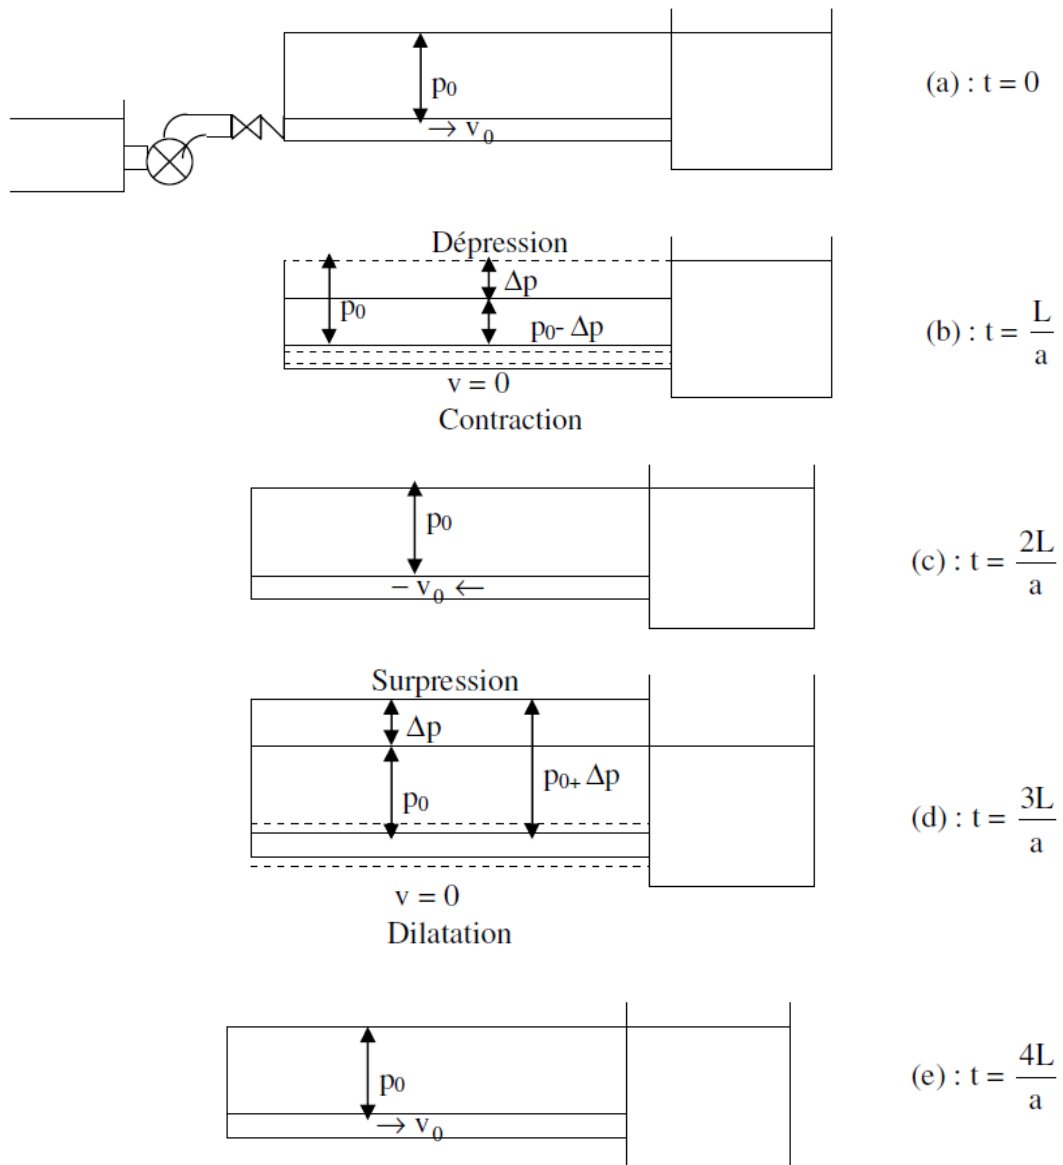 p₀
(a) : t = 0
→ v₀
Dépression
Δp
p₀
p₀- Δp
(b) : t = L/a
v = 0
Contraction
p₀
(c) : t = 2L/a
– v₀ ←
Surpression
Δp
p₀₊ Δp
p₀
(d) : t = 3L/a
v = 0
Dilatation
p₀
(e) : t = 4L/a
→ v₀